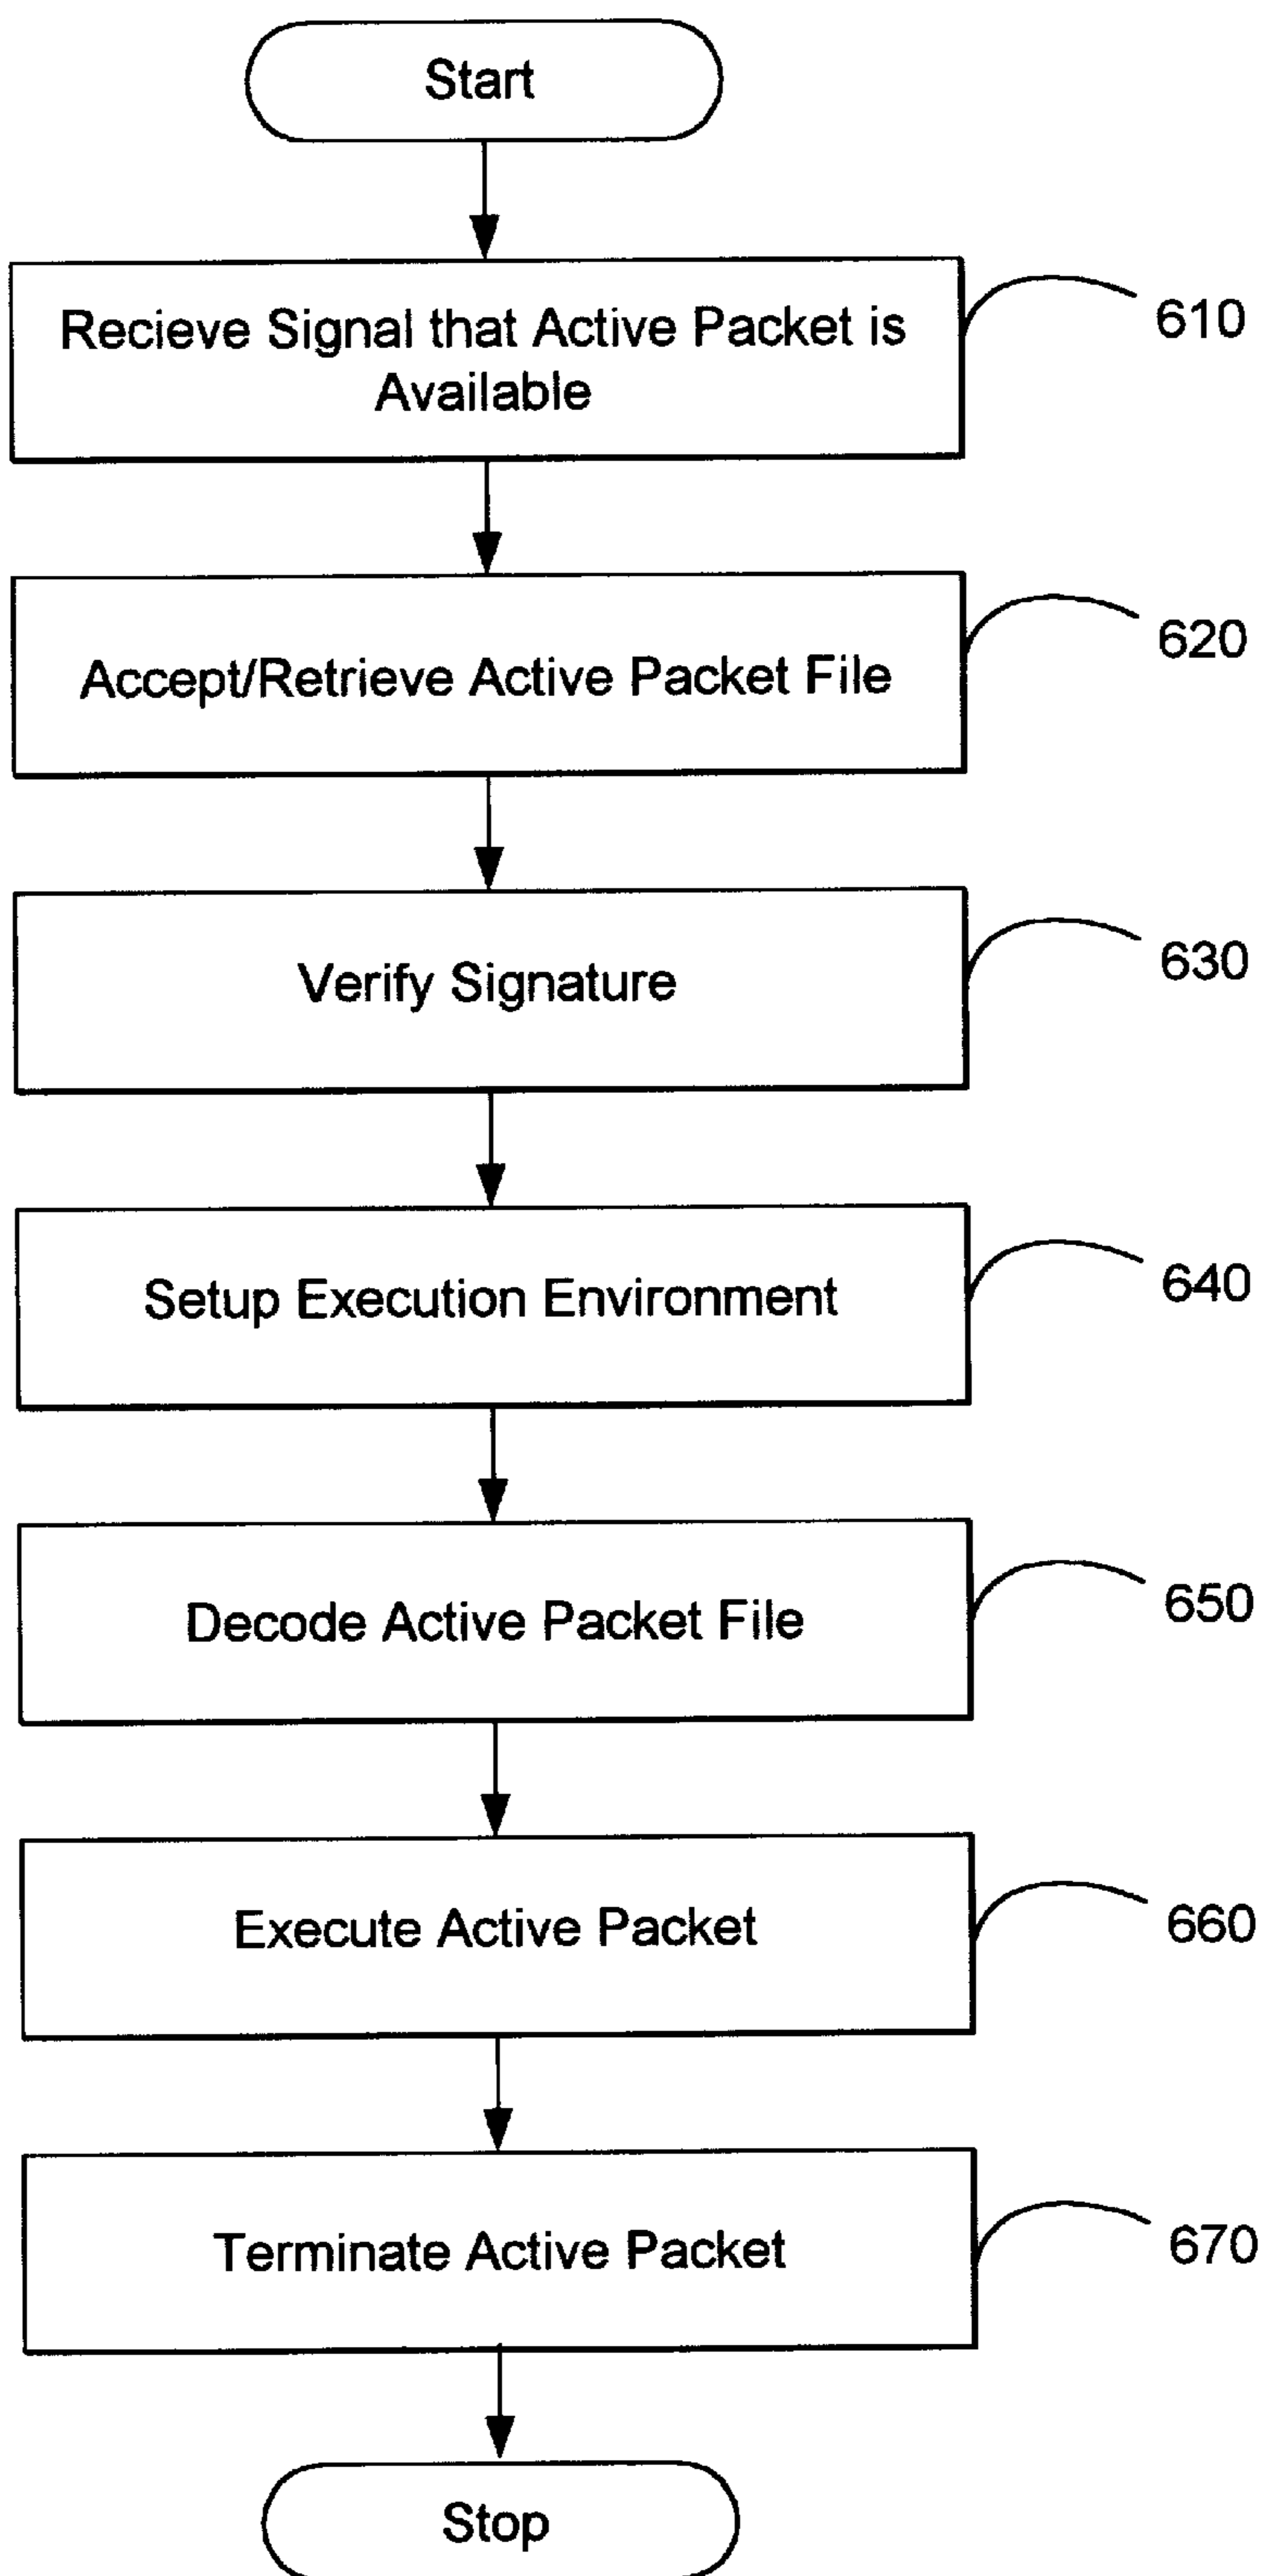 Start
Recieve Signal that Active Packet is
Available
610
Accept/Retrieve Active Packet File
620
Verify Signature
630
Setup Execution Environment
640
Decode Active Packet File
650
Execute Active Packet
660
Terminate Active Packet
670
Stop